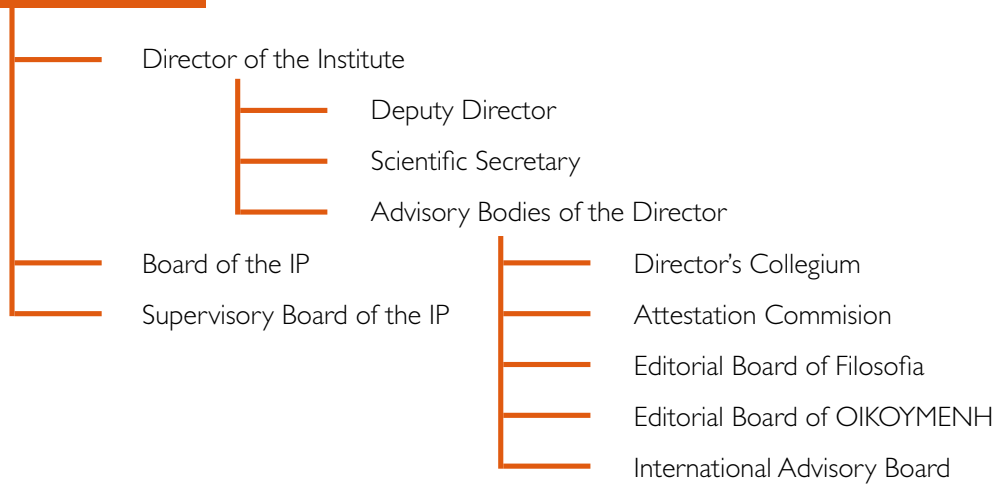 Director of the Institute
Deputy Director
Scientific Secretary
Advisory Bodies of the Director
Board of the IP
Director’s Collegium
Supervisory Board of the IP
Attestation Commision
Editorial Board of Filosofia
Editorial Board of OIKOYMENH
International Advisory Board